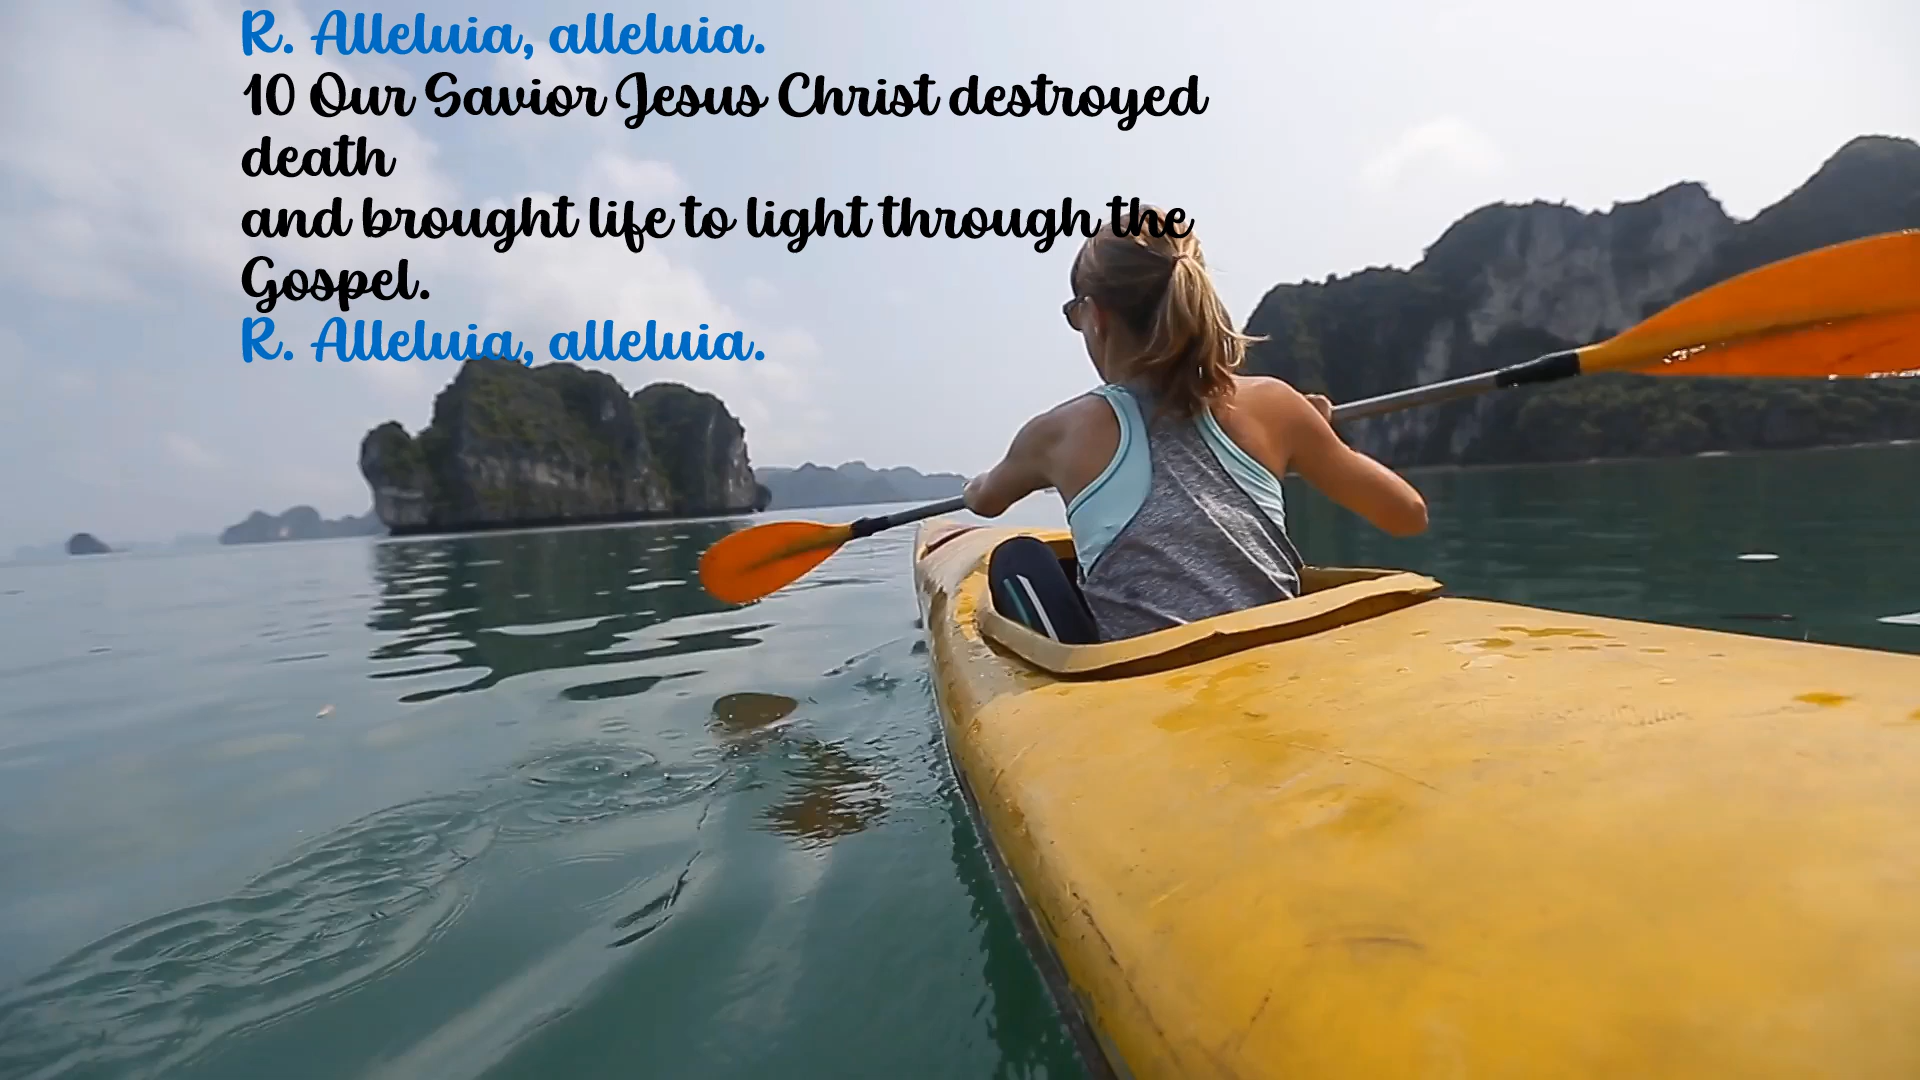 R. Alleluia, alleluia.
10 Our Savior Jesus Christ destroyed
death
and brought life to light through the
Gospel.
R. Alleluia, alleluia.